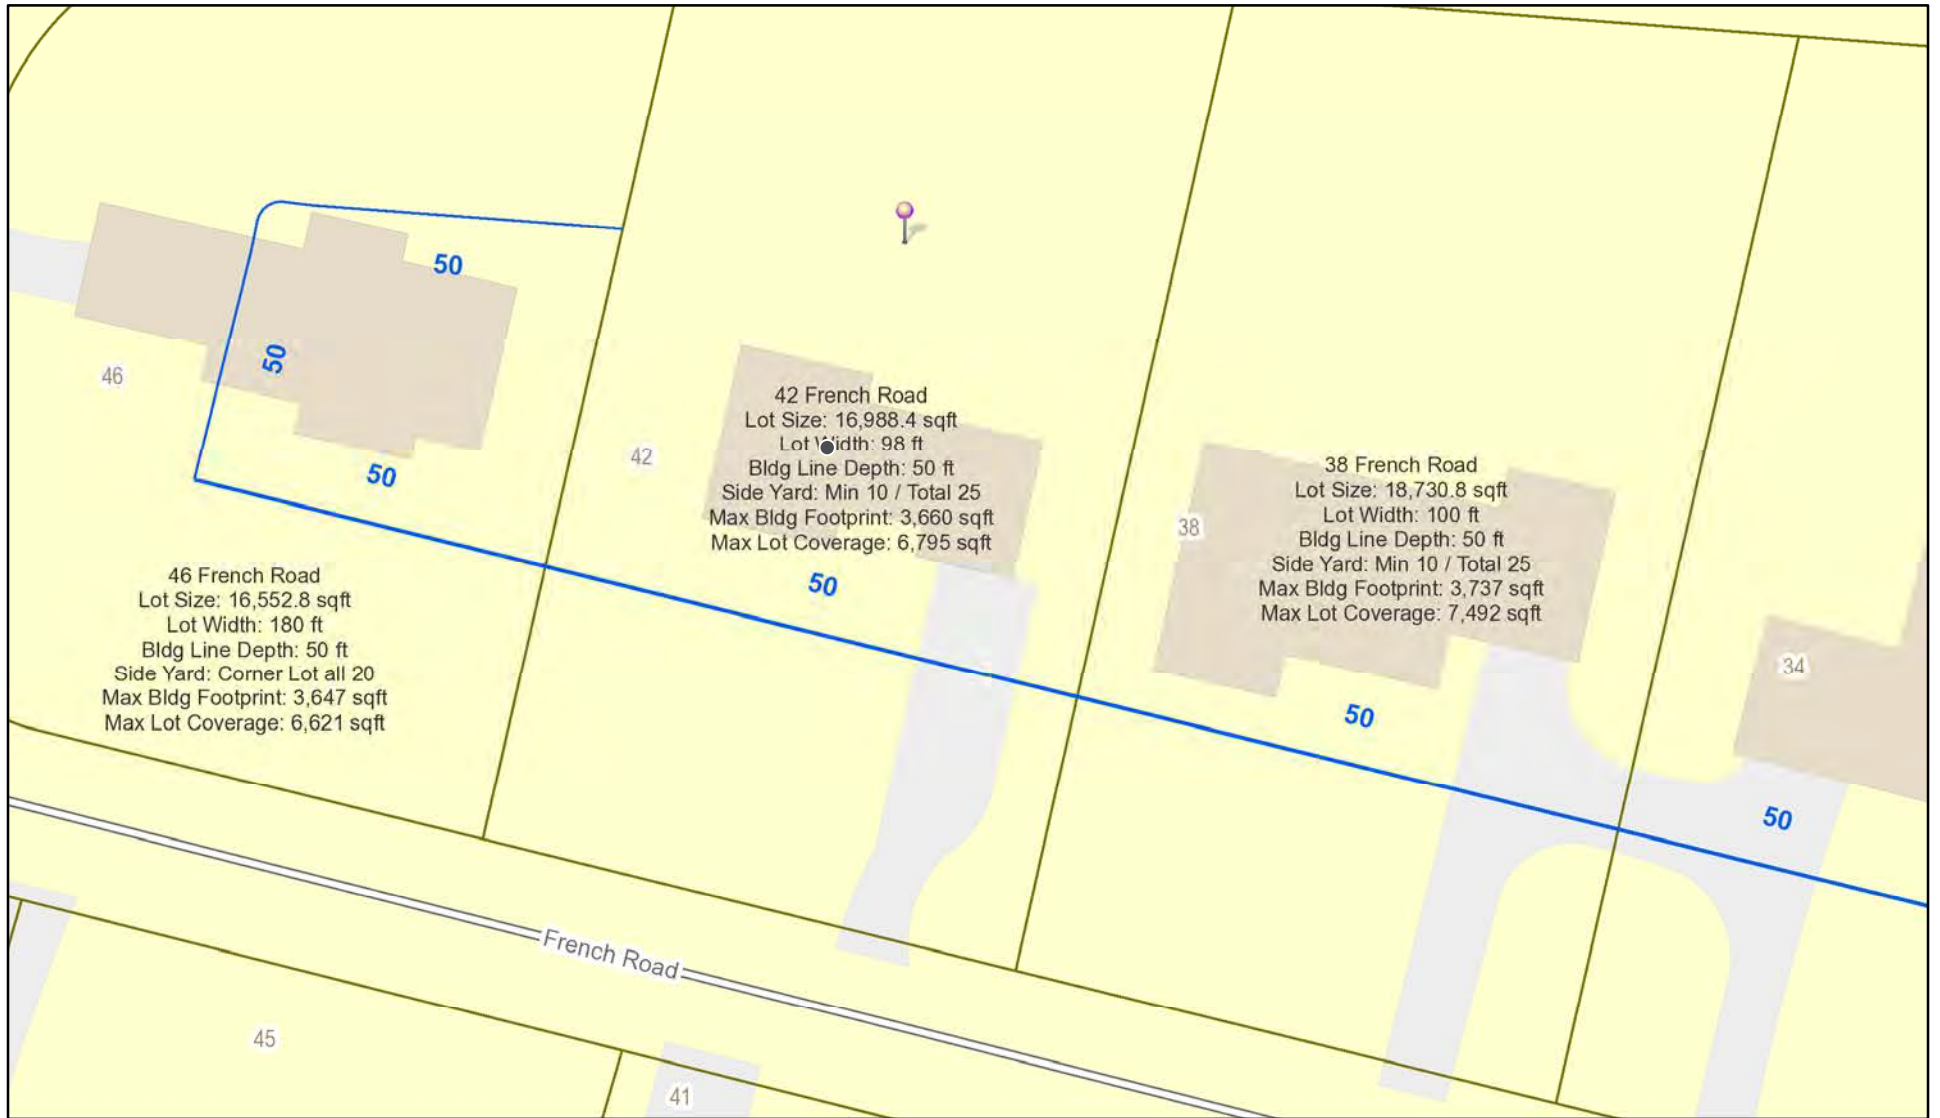 50
50
46
50
42 French Road
Lot Size: 16,988.4 sqft
Lot Width: 98 ft
Bldg Line Depth: 50 ft
Side Yard: Min 10 / Total 25
Max Bldg Footprint: 3,660 sqft
Max Lot Coverage: 6,795 sqft
42
50
38 French Road
Lot Size: 18,730.8 sqft
Lot Width: 100 ft
Bldg Line Depth: 50 ft
Side Yard: Min 10 / Total 25
Max Bldg Footprint: 3,737 sqft
Max Lot Coverage: 7,492 sqft
38
50
46 French Road
Lot Size: 16,552.8 sqft
Lot Width: 180 ft
Bldg Line Depth: 50 ft
Side Yard: Corner Lot all 20
Max Bldg Footprint: 3,647 sqft
Max Lot Coverage: 6,621 sqft
34
50
French Road
45
41